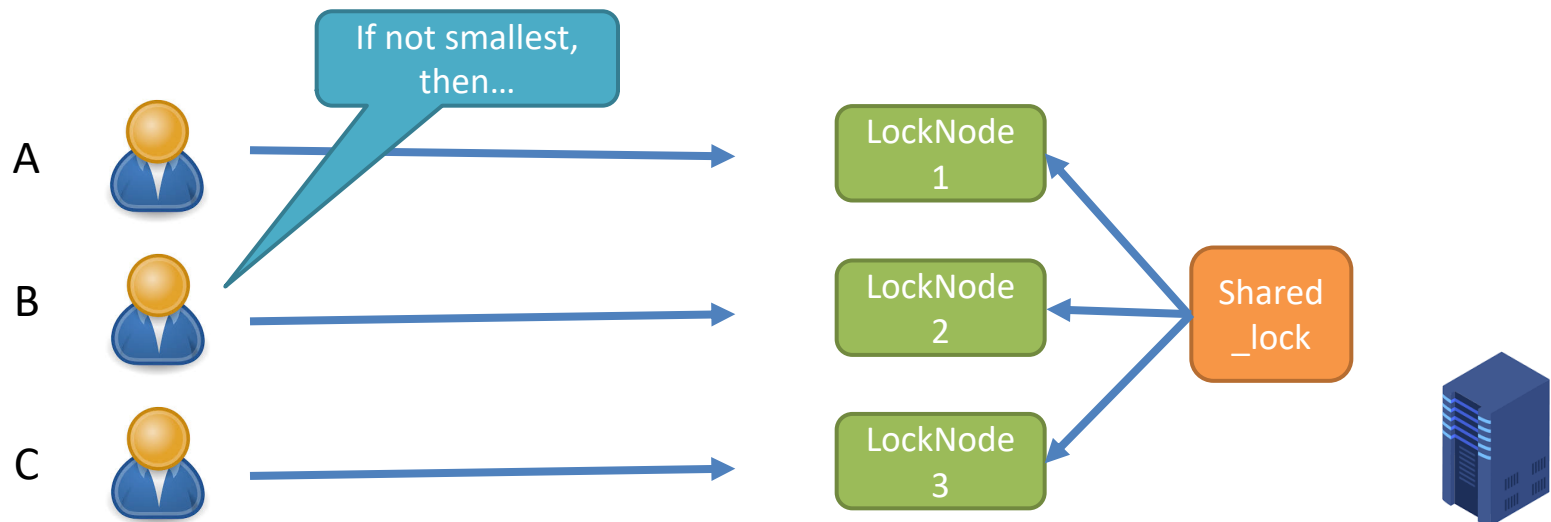 If not smallest,
then…
A
LockNode
1
B
LockNode
2
Shared
_lock
C
LockNode
3